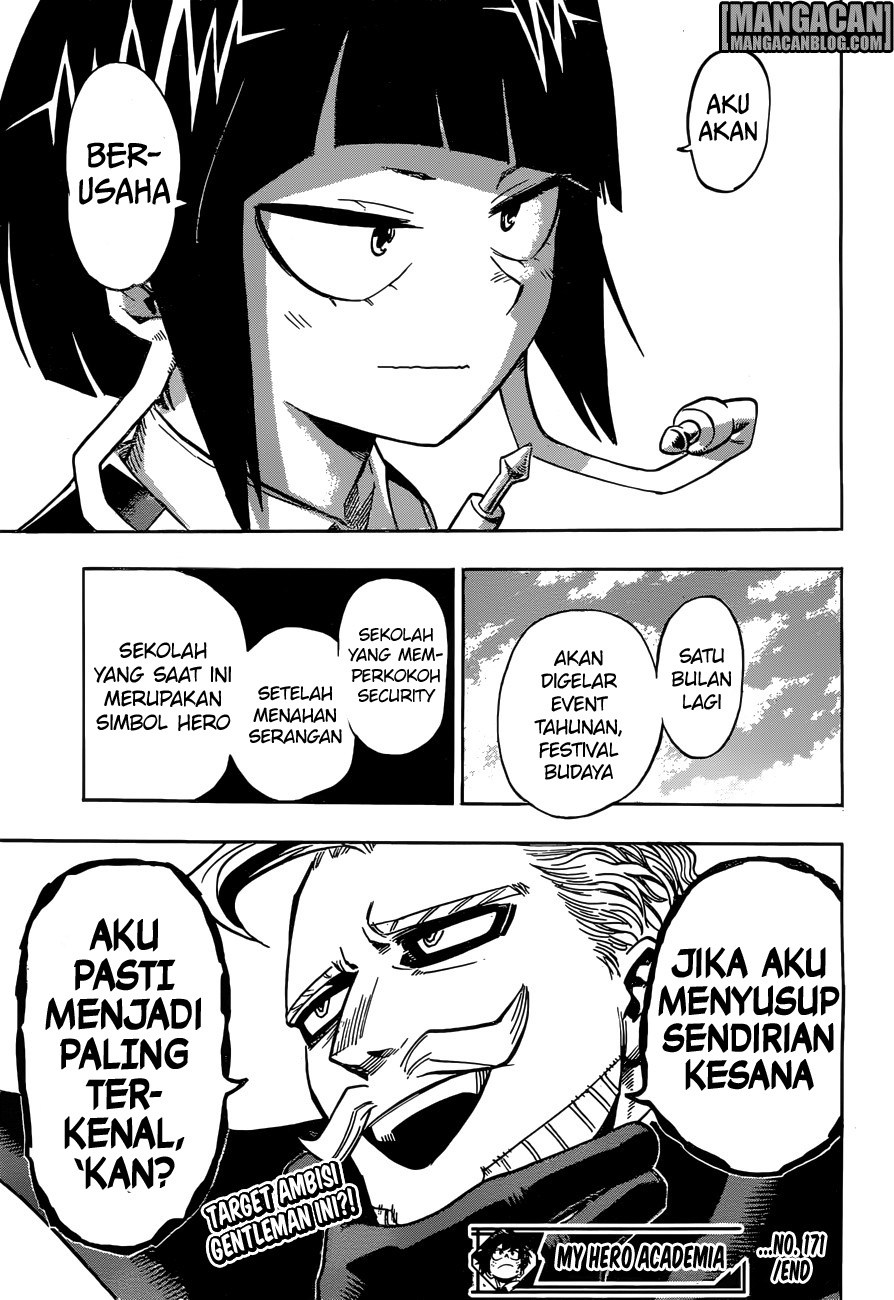 [MANGACAN]
MANGACANBLOG.COM
AKU
AKAN
BER-
USAHA
SATU
BULAN
LAGI
AKAN
DIGELAR
EVENT
TAHUNAN,
FESTIVAL
BUDAYA
SEKOLAH
YANG MEM-
PERKOKOH
SECURITY
SETELAH
MENAHAN
SERANGAN
SEKOLAH
YANG SAAT INI
MERUPAKAN
SIMBOL HERO
JIKA AKU
MENYUSUP
SENDIRIAN
KESANA
AKU
PASTI
MENJADI
PALING
TER-
KENAL,
'KAN?
TARGET AMBISI
GENTLEMAN INI?!
MY HERO ACADEMIA
...NO. 171
/END